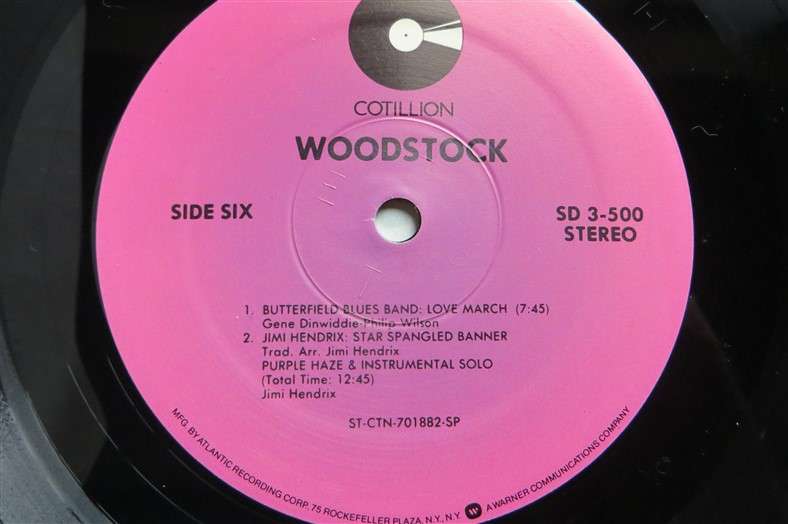 COTILLION
WOODSTOCK
SIDE SIX
SD 3-500
STEREO
1. BUTTERFIELD BLUES BAND: LOVE MARCH (7:45)
Gene Dinwiddie-Philip Wilson
2. JIMI HENDRIX: STAR SPANGLED BANNER
Trad. Arr. Jimi Hendrix
PURPLE HAZE & INSTRUMENTAL SOLO
(Total Time: 12:45)
Jimi Hendrix
ST-CTN-701882-SP
MFG. BY ATLANTIC RECORDING CORP. 75 ROCKEFELLER PLAZA, N.Y., N.Y. A WARNER COMMUNICATIONS COMPANY